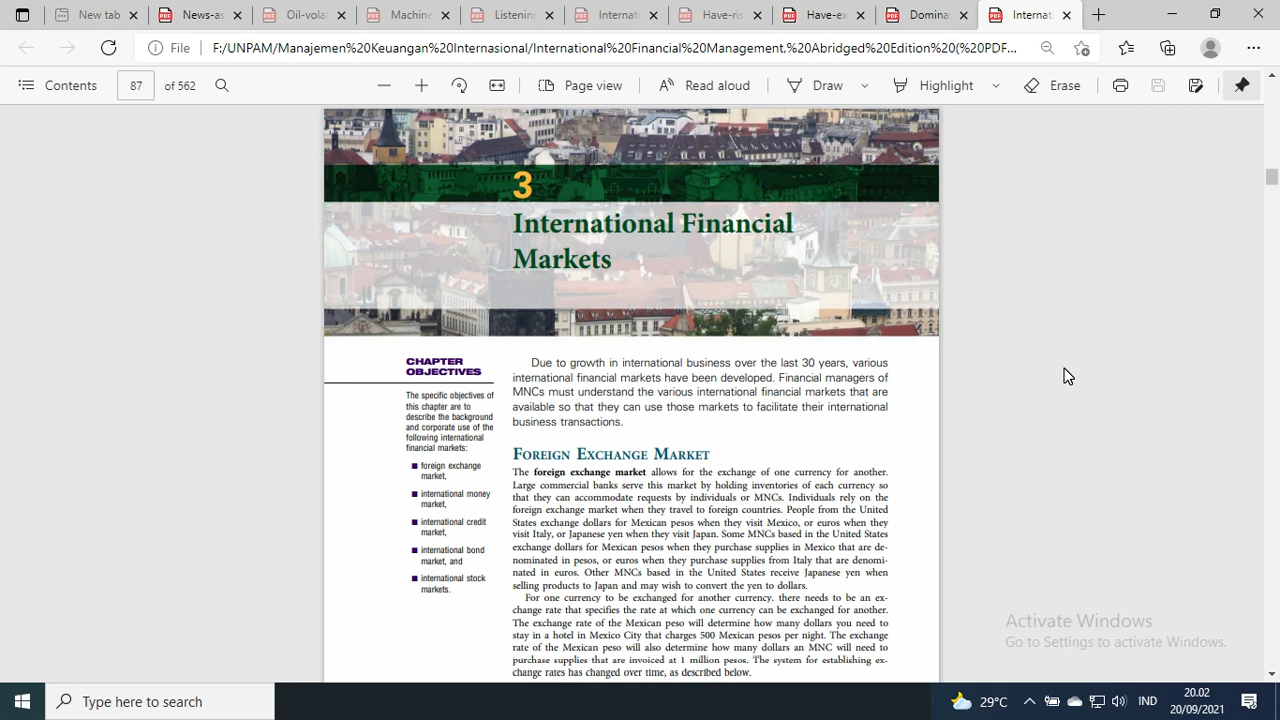 New tab
News-as
Oil-volat
Machine
Listening
Internati
Have-ris
Have-ex
Domina
Internat
File
F:/UNPAM/Manajemen%20Keuangan%20Internasional/International%20Financial%20Management,%20Abridged%20Edition%20(%20PDF...
Contents
87
of 562
Page view
Read aloud
Draw
Highlight
Erase
3
International Financial
Markets
CHAPTER
OBJECTIVES
The specific objectives of
this chapter are to
describe the background
and corporate use of the
following international
financial markets:
■ foreign exchange
market,
■ international money
market,
■ international credit
market,
■ international bond
market, and
■ international stock
markets.
Due to growth in international business over the last 30 years, various
international financial markets have been developed. Financial managers of
MNCs must understand the various international financial markets that are
available so that they can use those markets to facilitate their international
business transactions.
FOREIGN EXCHANGE MARKET
The foreign exchange market allows for the exchange of one currency for another.
Large commercial banks serve this market by holding inventories of each currency so
that they can accommodate requests by individuals or MNCs. Individuals rely on the
foreign exchange market when they travel to foreign countries. People from the United
States exchange dollars for Mexican pesos when they visit Mexico, or euros when they
visit Italy, or Japanese yen when they visit Japan. Some MNCs based in the United States
exchange dollars for Mexican pesos when they purchase supplies in Mexico that are de-
nominated in pesos, or euros when they purchase supplies from Italy that are denomi-
nated in euros. Other MNCs based in the United States receive Japanese yen when
selling products to Japan and may wish to convert the yen to dollars.
For one currency to be exchanged for another currency, there needs to be an ex-
change rate that specifies the rate at which one currency can be exchanged for another.
The exchange rate of the Mexican peso will determine how many dollars you need to
stay in a hotel in Mexico City that charges 500 Mexican pesos per night. The exchange
rate of the Mexican peso will also determine how many dollars an MNC will need to
purchase supplies that are invoiced at 1 million pesos. The system for establishing ex-
change rates has changed over time, as described below.
Activate Windows
Go to Settings to activate Windows.
Type here to search
29°C
IND
20.02
20/09/2021